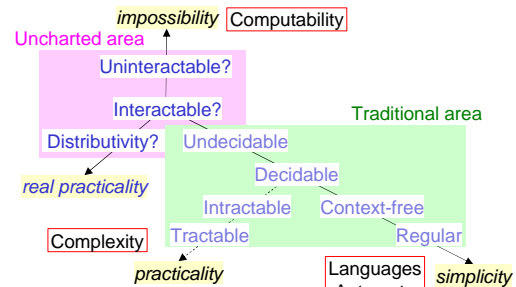 impossibility
Computability
Uncharted area
Uninteractable?
Interactable?
Traditional area
Distributivity?
Undecidable
Decidable
real practicality
Intractable
Context-free
Complexity
Tractable
Regular
practicality
Languages
simplicity